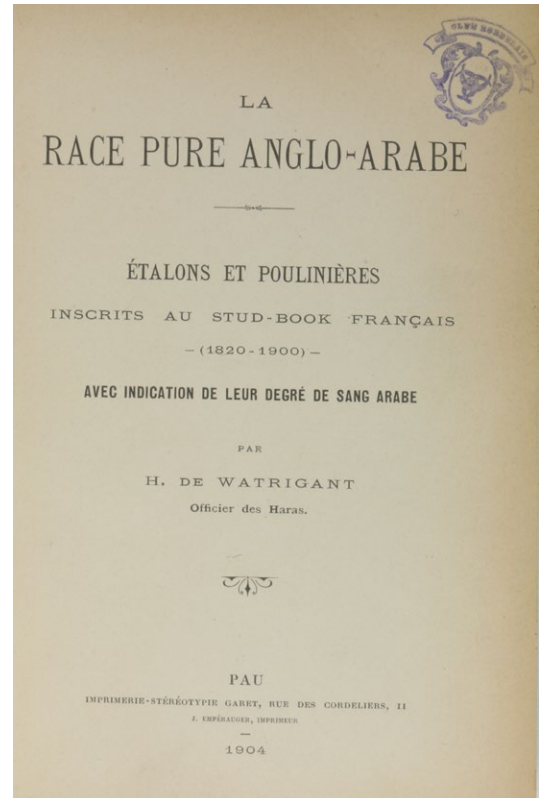 CLUB BORDELAIS
LA
RACE PURE ANGLO-ARABE
ÉTALONS ET POULINIÈRES
INSCRITS AU STUD-BOOK FRANÇAIS
— (1820-1900) —
AVEC INDICATION DE LEUR DEGRÉ DE SANG ARABE
PAR
H. DE WATRIGANT
Officier des Haras.
PAU
IMPRIMERIE-STÉRÉOTYPIE GARET, RUE DES CORDELIERS, 11
J. EMPÉRAUGER, IMPRIMEUR
1904